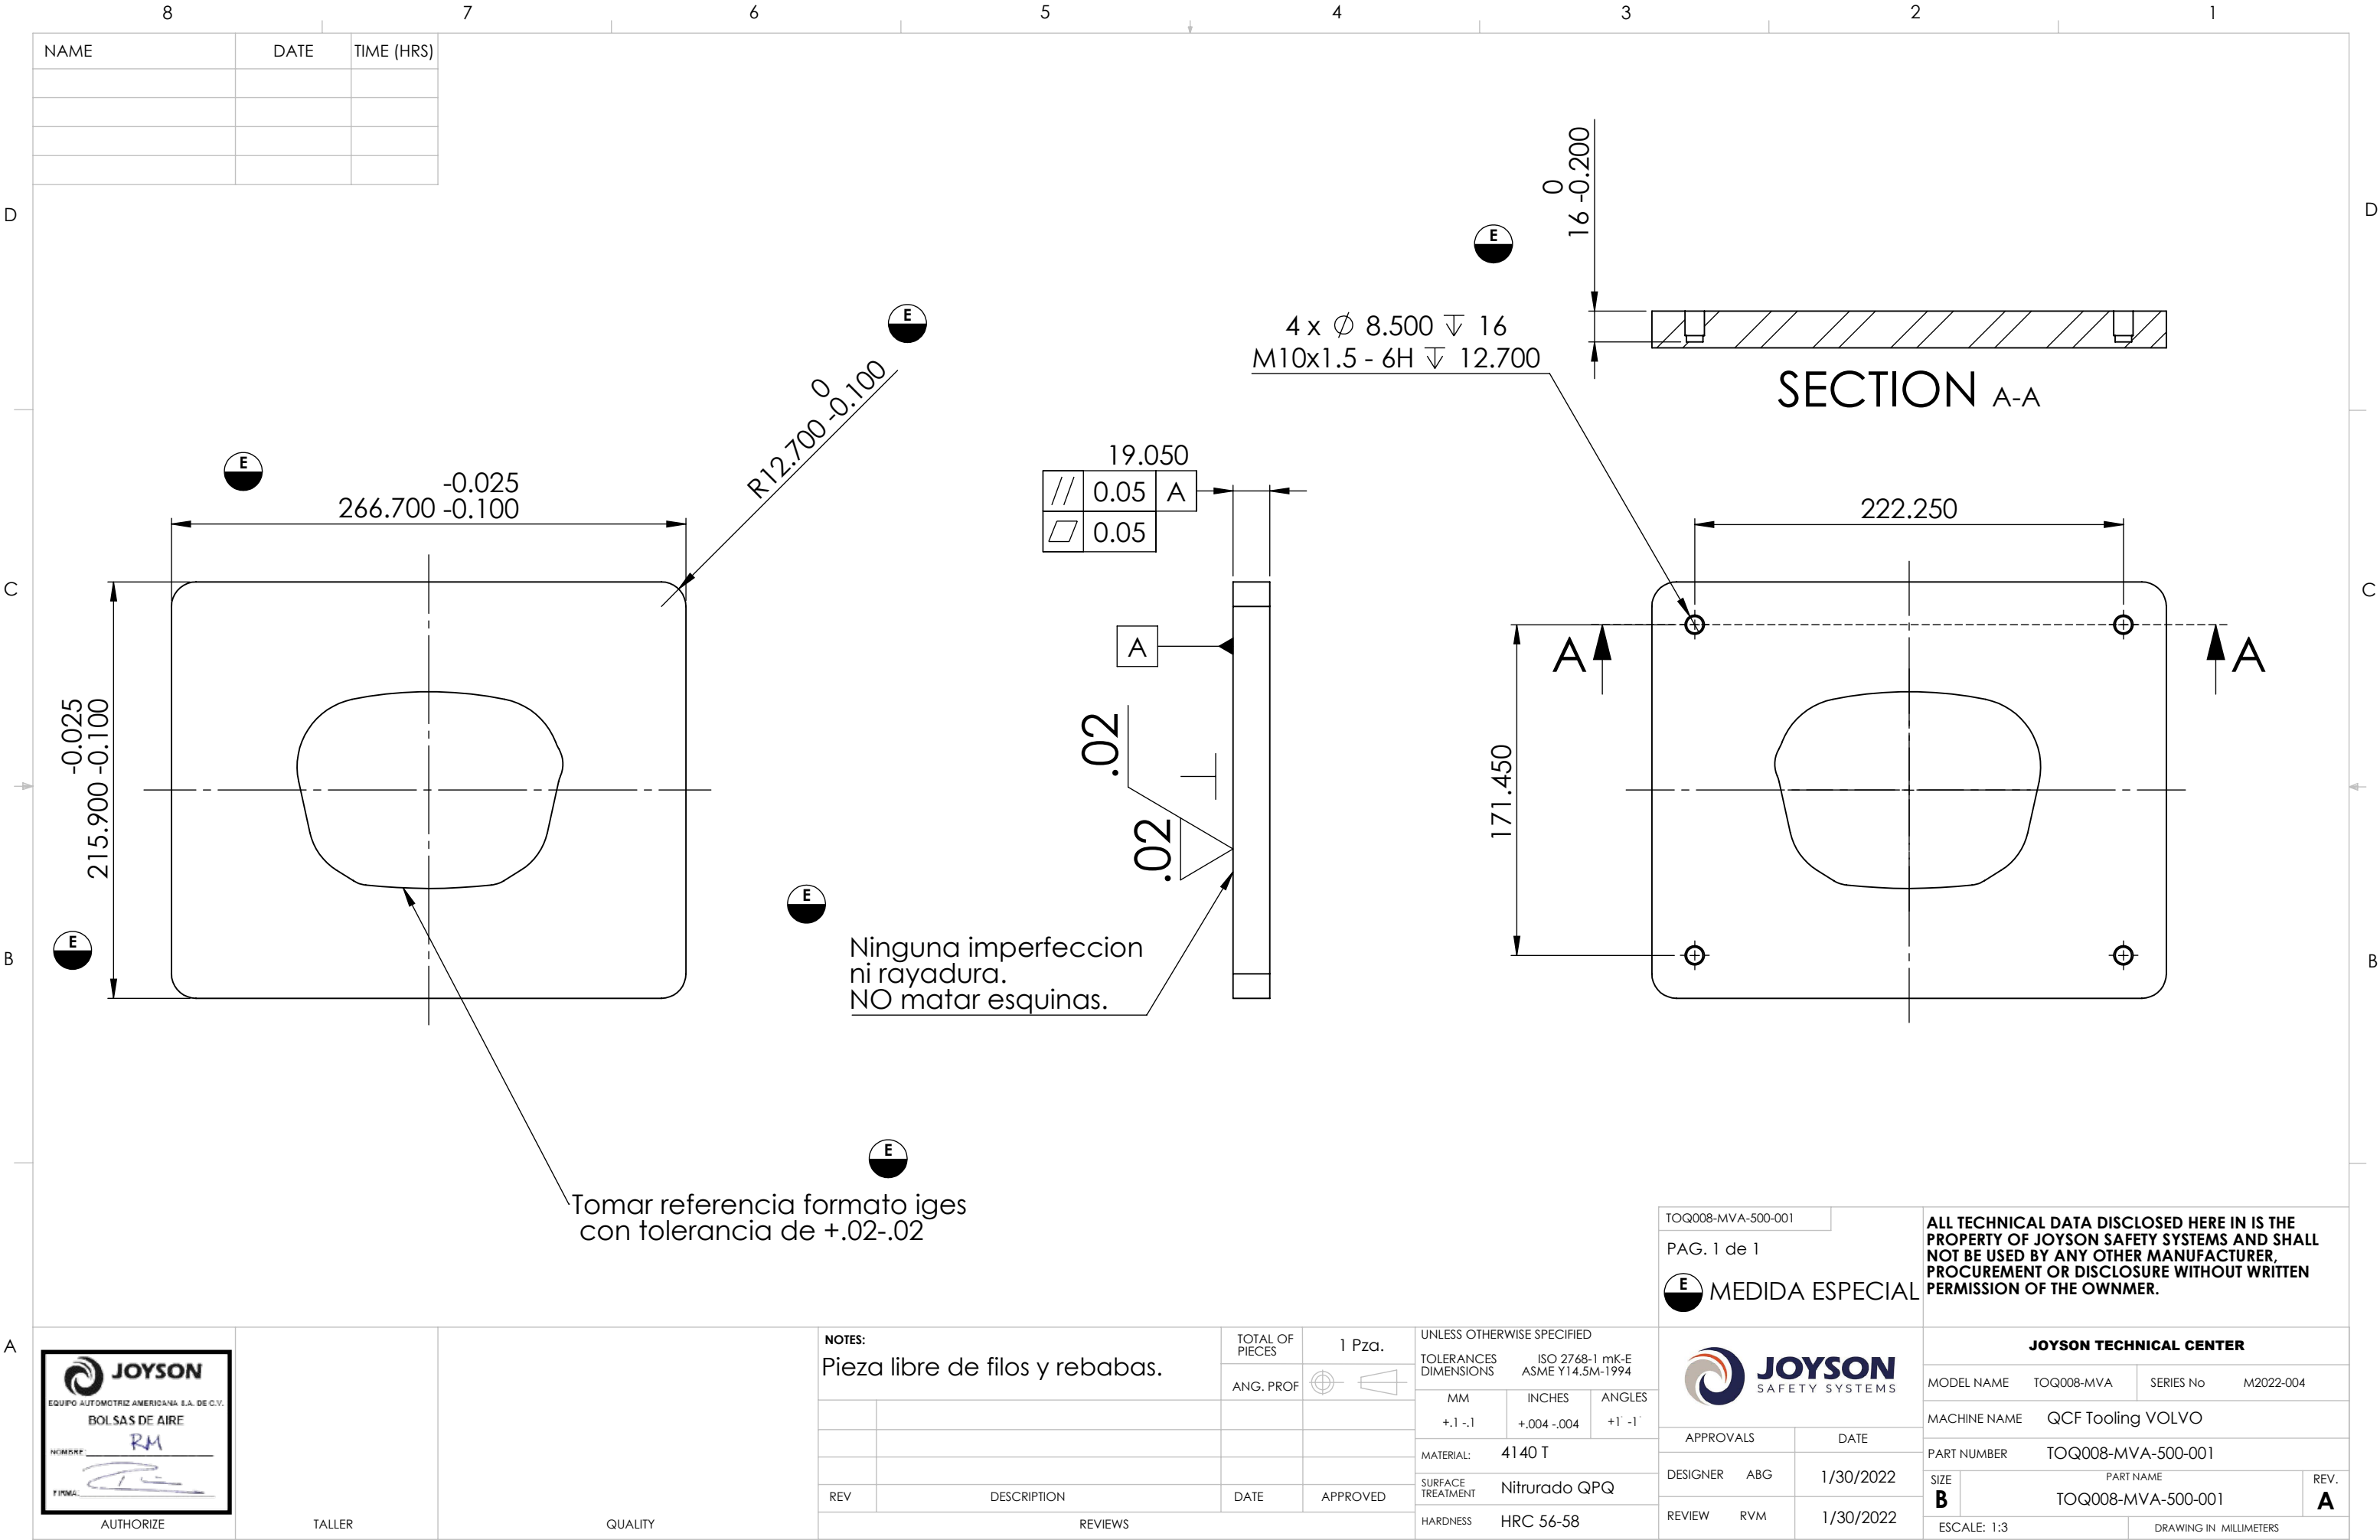 8 7 6 5 4 3 2 1
NAME DATE TIME (HRS)
D D
C C
B B
A
0
16 -0.200
E
4 x ∅ 8.500 ↧ 16
M10x1.5 - 6H ↧ 12.700
SECTION A-A
E
0
R12.700 -0.100
E
-0.025
266.700 -0.100
19.050
// 0.05 A
⏥ 0.05
222.250
A
A A
-0.025
215.900 -0.100
.02
.02
⊥
171.450
E
E
Ninguna imperfeccion
ni rayadura.
NO matar esquinas.
E
Tomar referencia formato iges
con tolerancia de +.02-.02
TOQ008-MVA-500-001
PAG. 1 de 1
E MEDIDA ESPECIAL
ALL TECHNICAL DATA DISCLOSED HERE IN IS THE
PROPERTY OF JOYSON SAFETY SYSTEMS AND SHALL
NOT BE USED BY ANY OTHER MANUFACTURER,
PROCUREMENT OR DISCLOSURE WITHOUT WRITTEN
PERMISSION OF THE OWNMER.
JOYSON
EQUIPO AUTOMOTRIZ AMERICANA S.A. DE C.V.
BOLSAS DE AIRE
NOMBRE: RM
FIRMA:
AUTHORIZE TALLER QUALITY
NOTES:
Pieza libre de filos y rebabas.
REV DESCRIPTION DATE APPROVED
REVIEWS
TOTAL OF
PIECES 1 Pza.
ANG. PROF
UNLESS OTHERWISE SPECIFIED
TOLERANCES ISO 2768-1 mK-E
DIMENSIONS ASME Y14.5M-1994
MM INCHES ANGLES
+.1 -.1 +.004 -.004 +1° -1°
MATERIAL: 4140 T
SURFACE
TREATMENT Nitrurado QPQ
HARDNESS HRC 56-58
JOYSON
SAFETY SYSTEMS
APPROVALS DATE
DESIGNER ABG 1/30/2022
REVIEW RVM 1/30/2022
JOYSON TECHNICAL CENTER
MODEL NAME TOQ008-MVA SERIES No M2022-004
MACHINE NAME QCF Tooling VOLVO
PART NUMBER TOQ008-MVA-500-001
SIZE PART NAME REV.
B TOQ008-MVA-500-001 A
ESCALE: 1:3 DRAWING IN MILLIMETERS